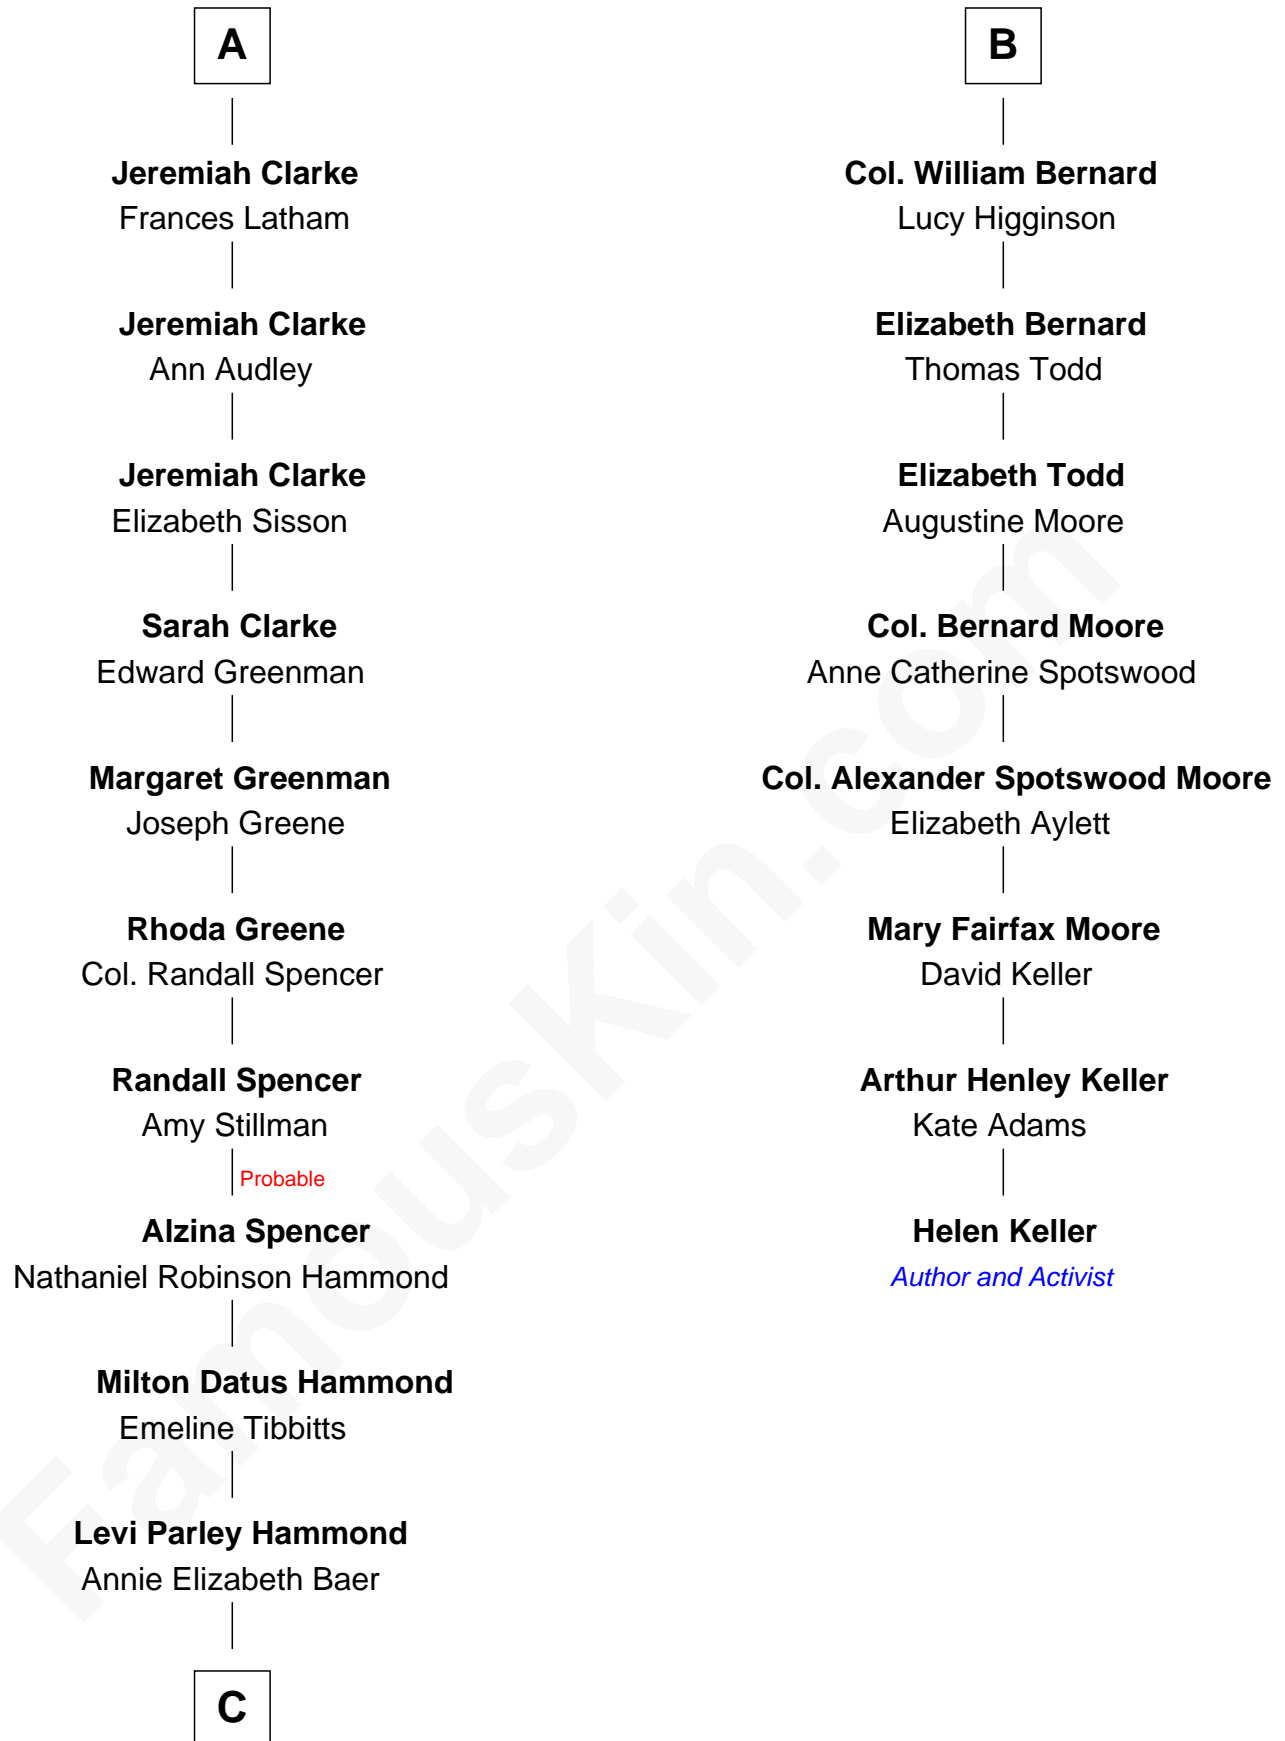 A
Jeremiah Clarke
Frances Latham
Jeremiah Clarke
Ann Audley
Jeremiah Clarke
Elizabeth Sisson
Sarah Clarke
Edward Greenman
Margaret Greenman
Joseph Greene
Rhoda Greene
Col. Randall Spencer
Randall Spencer
Amy Stillman
Probable
Alzina Spencer
Nathaniel Robinson Hammond
Milton Datus Hammond
Emeline Tibbitts
Levi Parley Hammond
Annie Elizabeth Baer
C
B
Col. William Bernard
Lucy Higginson
Elizabeth Bernard
Thomas Todd
Elizabeth Todd
Augustine Moore
Col. Bernard Moore
Anne Catherine Spotswood
Col. Alexander Spotswood Moore
Elizabeth Aylett
Mary Fairfax Moore
David Keller
Arthur Henley Keller
Kate Adams
Helen Keller
Author and Activist
FamousKin.com